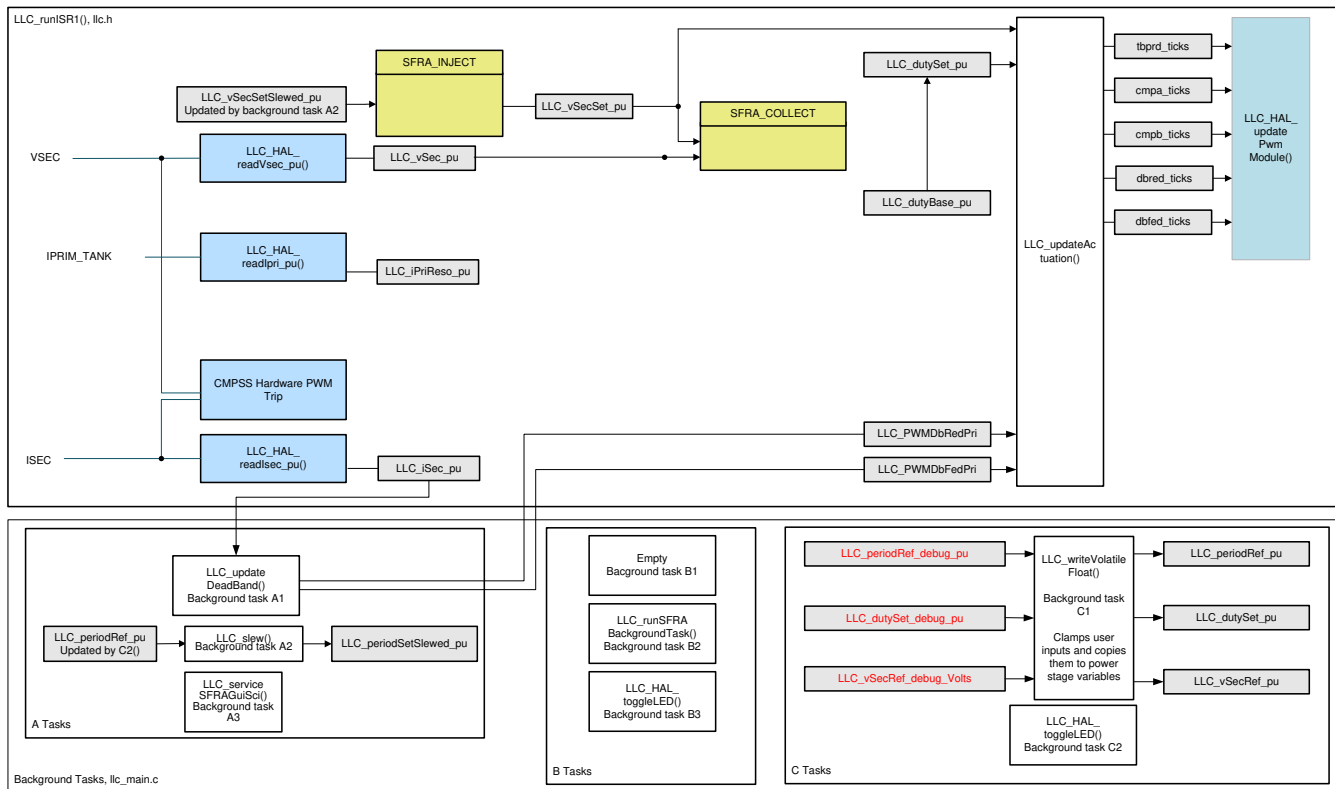 LLC_runISR1(), llc.h
LLC_vSecSetSlewed_pu
Updated by background task A2
SFRA_INJECT
LLC_vSecSet_pu
SFRA_COLLECT
LLC_dutySet_pu
LLC_dutyBase_pu
LLC_updateAc
tuation()
tbprd_ticks
cmpa_ticks
cmpb_ticks
dbred_ticks
dbfed_ticks
LLC_HAL_
update
Pwm
Module()
VSEC
LLC_HAL_
readVsec_pu()
LLC_vSec_pu
IPRIM_TANK
LLC_HAL_
readIpri_pu()
LLC_iPriReso_pu
CMPSS Hardware PWM
Trip
ISEC
LLC_HAL_
readIsec_pu()
LLC_iSec_pu
LLC_PWMDbRedPri
LLC_PWMDbFedPri
LLC_update
DeadBand()
Background task A1
LLC_periodRef_pu
Updated by C2()
LLC_slew()
Background task A2
LLC_periodSetSlewed_pu
LLC_service
SFRAGuiSci()
Background task
A3
A Tasks
Empty
Bacground task B1
LLC_runSFRA
BackgroundTask()
Background task B2
LLC_HAL_
toggleLED()
Background task B3
B Tasks
LLC_periodRef_debug_pu
LLC_dutySet_debug_pu
LLC_vSecRef_debug_Volts
LLC_writeVolatile
Float()
Background task
C1
Clamps user
inputs and copies
them to power
stage variables
LLC_periodRef_pu
LLC_dutySet_pu
LLC_vSecRef_pu
LLC_HAL_
toggleLED()
Background task C2
C Tasks
Background Tasks, llc_main.c